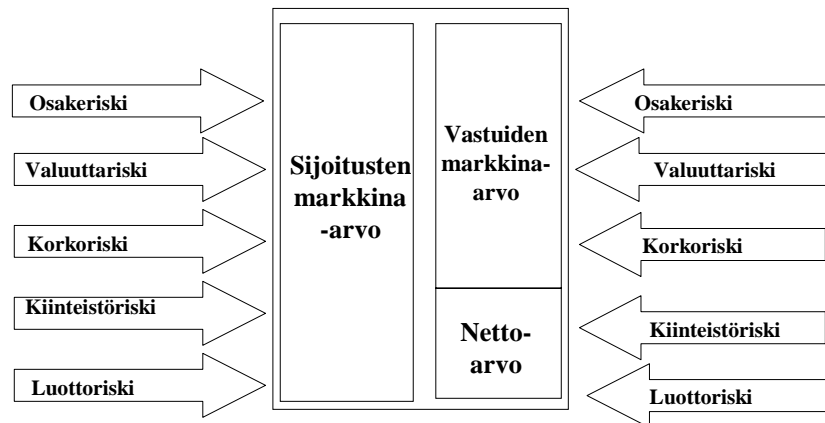 Osakeriski
Valuuttariski
Korkoriski
Kiinteistöriski
Luottoriski
Sijoitusten
markkina
-arvo
Vastuiden
markkina-
arvo
Netto-
arvo
Osakeriski
Valuuttariski
Korkoriski
Kiinteistöriski
Luottoriski